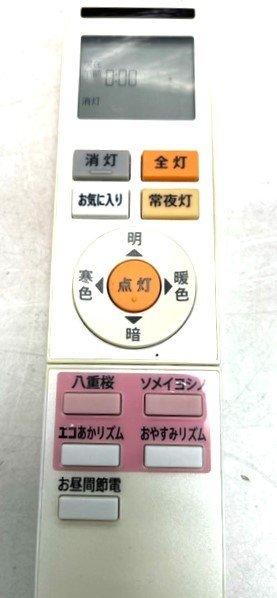 0:00
消灯
消灯 全灯
お気に入り 常夜灯
明
寒色 点灯 暖色
暗
八重桜 ソメイヨシノ
エコあかリズム おやすみリズム
お昼間節電